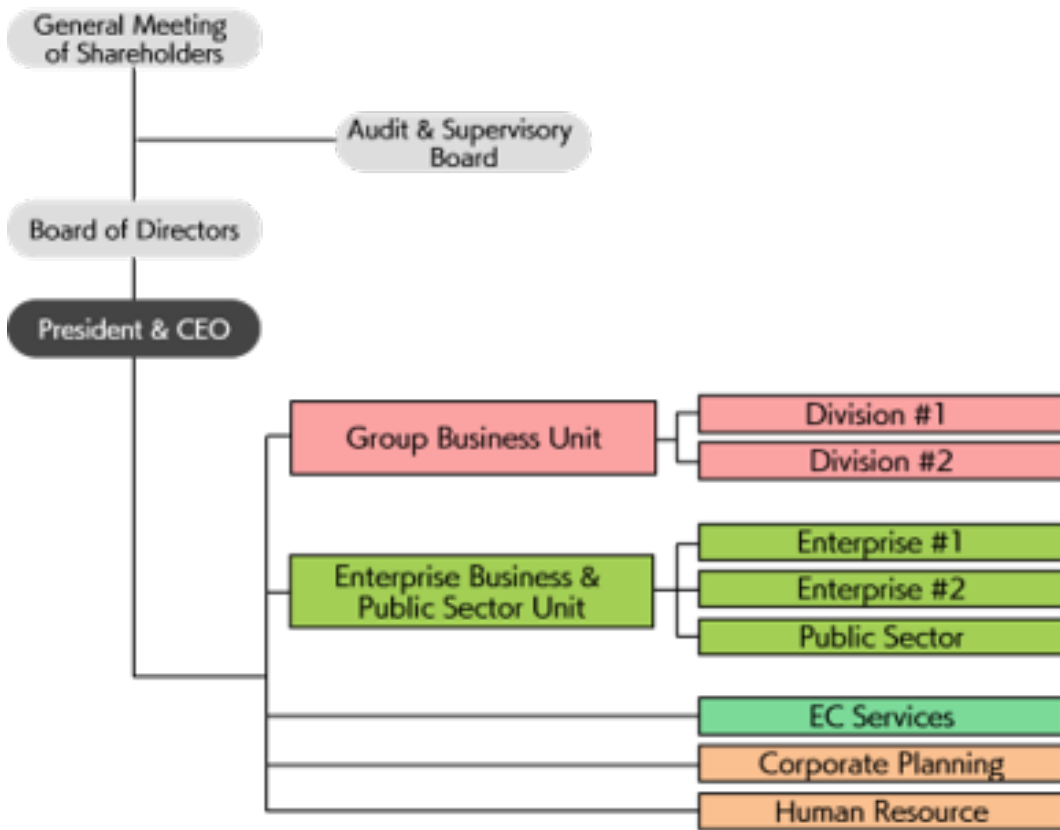 General Meeting
of Shareholders
Audit & Supervisory
Board
Board of Directors
President & CEO
Group Business Unit
Division #1
Division #2
Enterprise Business &
Public Sector Unit
Enterprise #1
Enterprise #2
Public Sector
EC Services
Corporate Planning
Human Resource